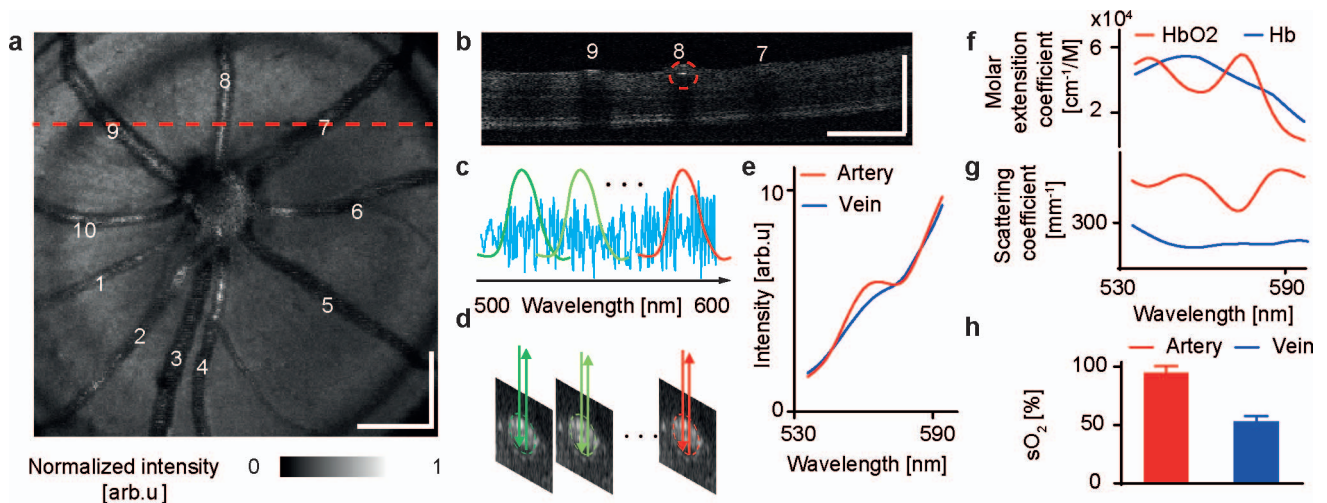 a
8
9
7
6
10
1
5
2
3
4
Normalized intensity
[arb.u]
0
1
b
9
8
7
c
. . .
500 Wavelength [nm] 600
d
. . .
e
Artery
Vein
Intensity [arb.u]
10
0
530
590
Wavelength [nm]
f
x10⁴
HbO2
Hb
Molar
extensition
coefficient
[cm⁻¹/M]
6
2
g
Scattering
coefficient
[mm⁻¹]
300
530
590
Wavelength [nm]
h
Artery
Vein
sO₂ [%]
100
50
0